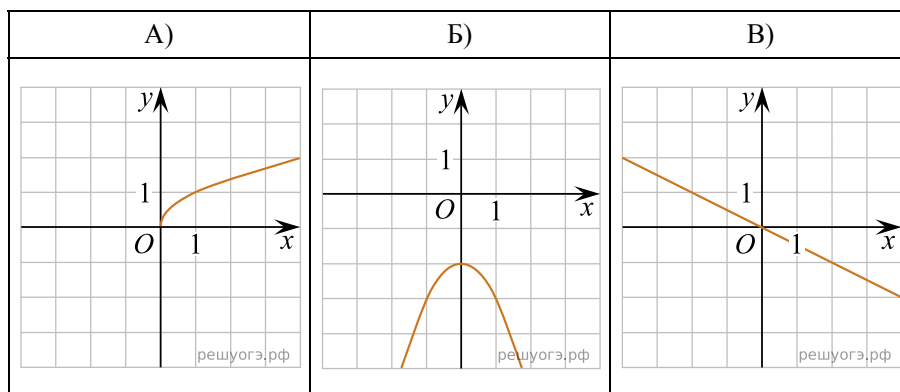 А) Б) В)
y y y
1 1 1
O 1 x O 1 x O 1 x
решуогэ.рф решуогэ.рф решуогэ.рф